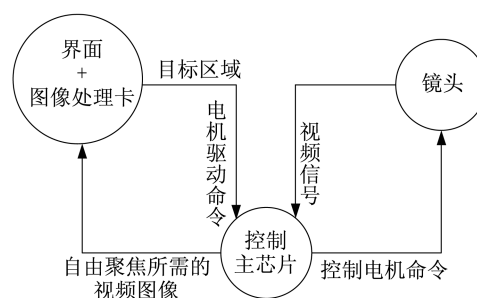 界面
+
图像处理卡
目标区域
电机驱动命令
视频信号
镜头
控制
主芯片
自由聚焦所需的
视频图像
控制电机命令